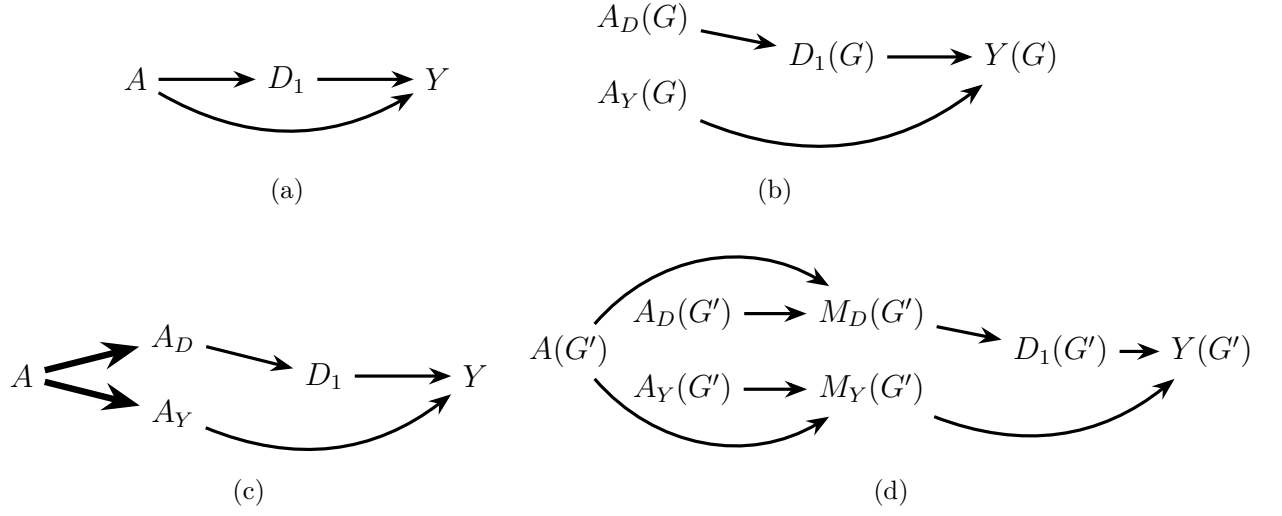 A D₁ Y
(a)
A_D(G) D₁(G) Y(G)
A_Y(G)
(b)
A A_D D₁ Y
A_Y
(c)
A(G′) A_D(G′) M_D(G′) D₁(G′) Y(G′)
A_Y(G′) M_Y(G′)
(d)